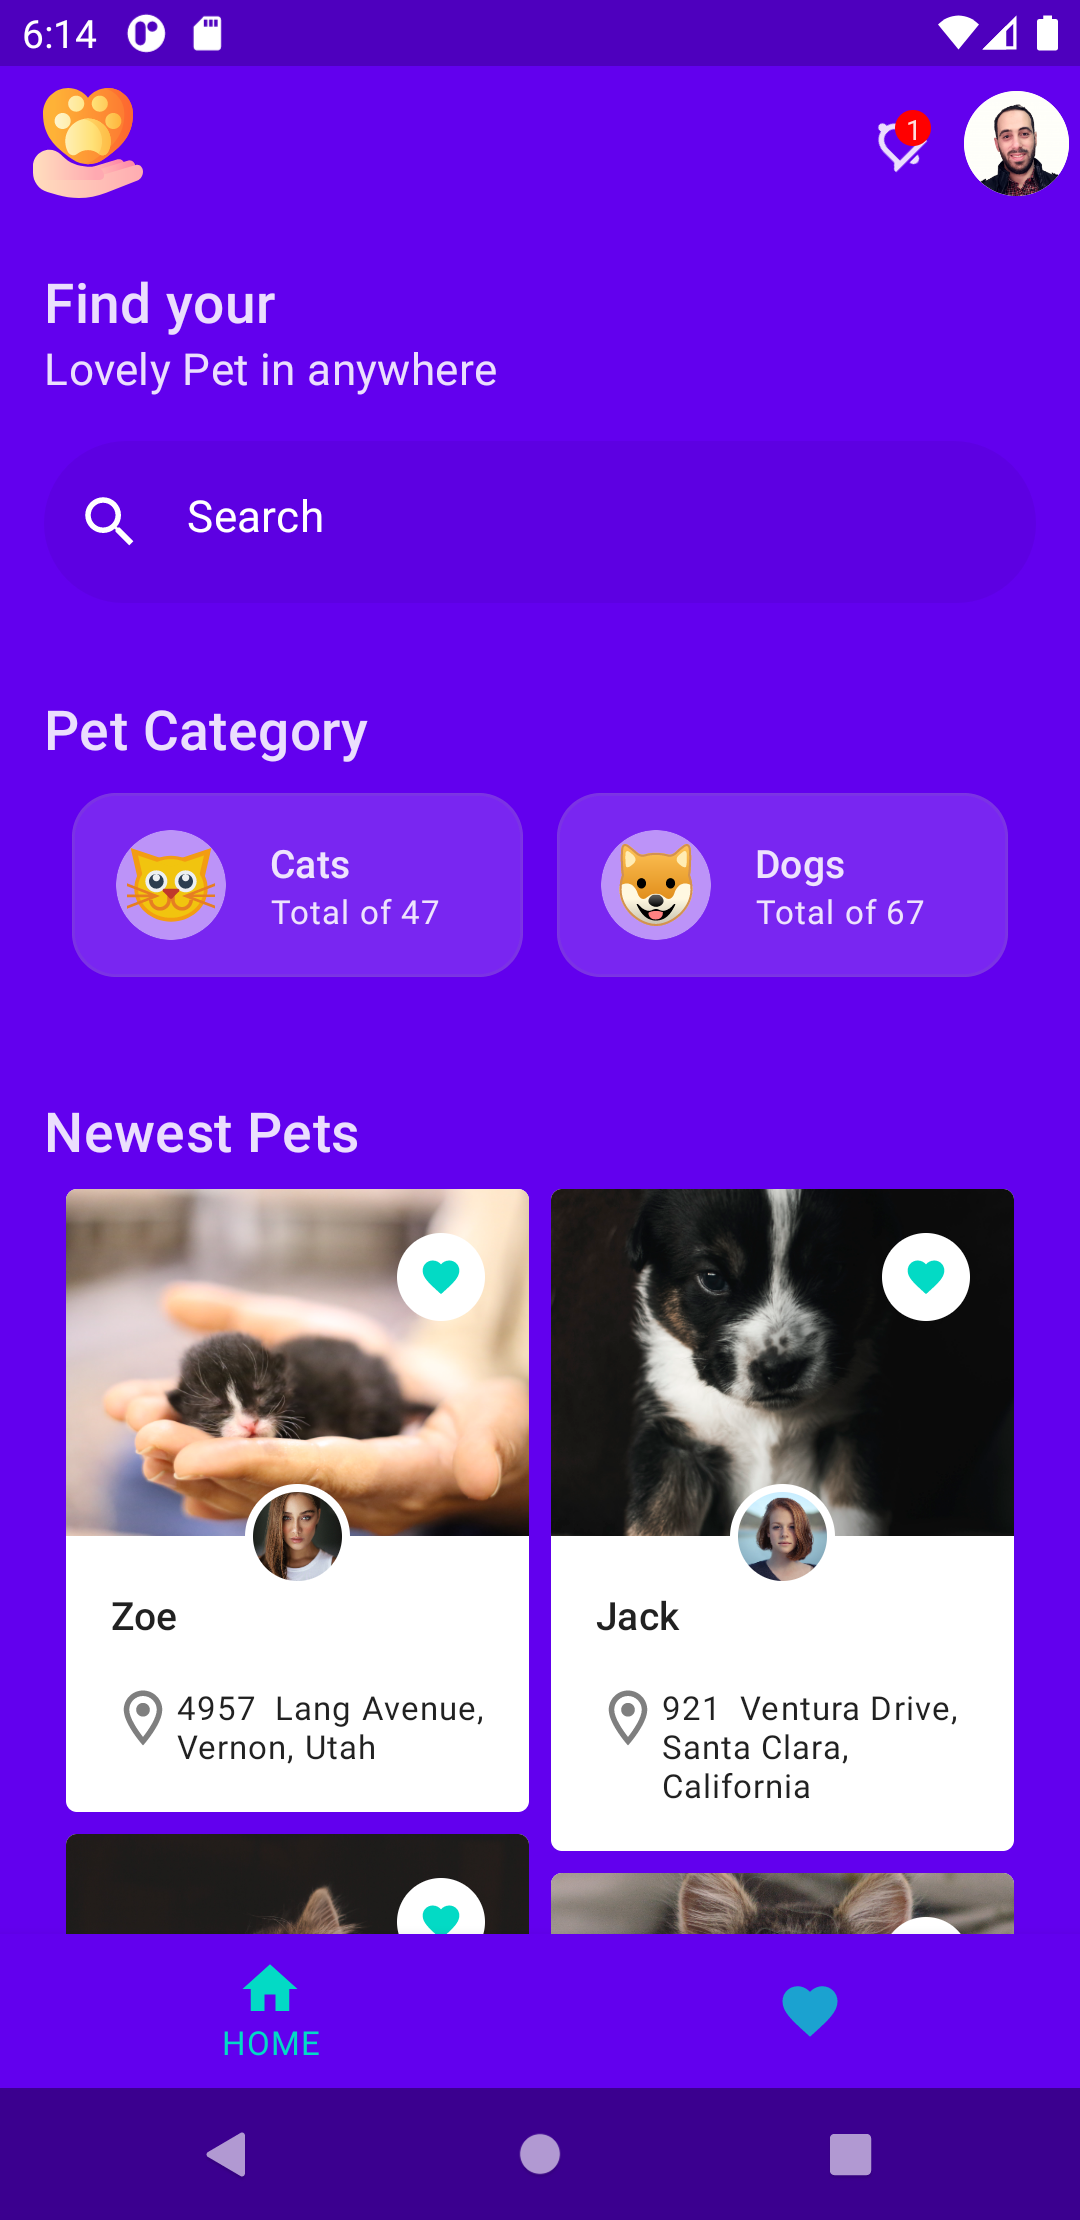 6:14
1
Find your
Lovely Pet in anywhere
Search
Pet Category
Cats
Total of 47
Dogs
Total of 67
Newest Pets
Zoe
4957  Lang Avenue,
Vernon, Utah
Jack
921  Ventura Drive,
Santa Clara,
California
HOME